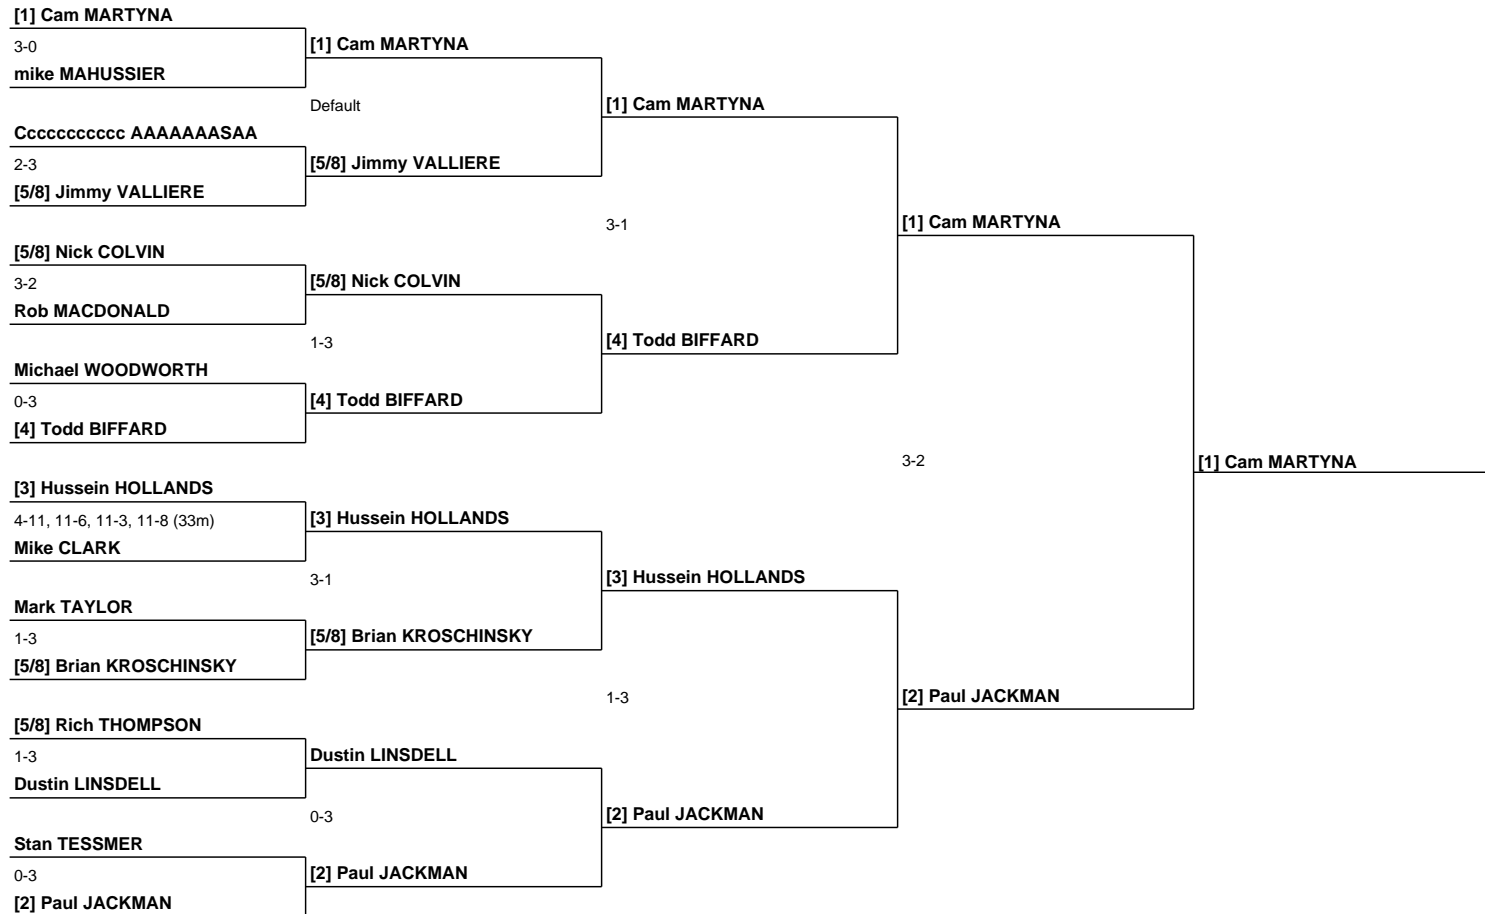 [1] Cam MARTYNA
3-0
[1] Cam MARTYNA
mike MAHUSSIER
Default
[1] Cam MARTYNA
Cccccccccccc AAAAAAASAA
2-3
[5/8] Jimmy VALLIERE
[5/8] Jimmy VALLIERE
3-1
[1] Cam MARTYNA
[5/8] Nick COLVIN
3-2
[5/8] Nick COLVIN
Rob MACDONALD
1-3
[4] Todd BIFFARD
Michael WOODWORTH
0-3
[4] Todd BIFFARD
[4] Todd BIFFARD
3-2
[1] Cam MARTYNA
[3] Hussein HOLLANDS
4-11, 11-6, 11-3, 11-8 (33m)
[3] Hussein HOLLANDS
Mike CLARK
3-1
[3] Hussein HOLLANDS
Mark TAYLOR
1-3
[5/8] Brian KROSCHINSKY
[5/8] Brian KROSCHINSKY
1-3
[2] Paul JACKMAN
[5/8] Rich THOMPSON
1-3
Dustin LINSDELL
Dustin LINSDELL
0-3
[2] Paul JACKMAN
Stan TESSMER
0-3
[2] Paul JACKMAN
[2] Paul JACKMAN